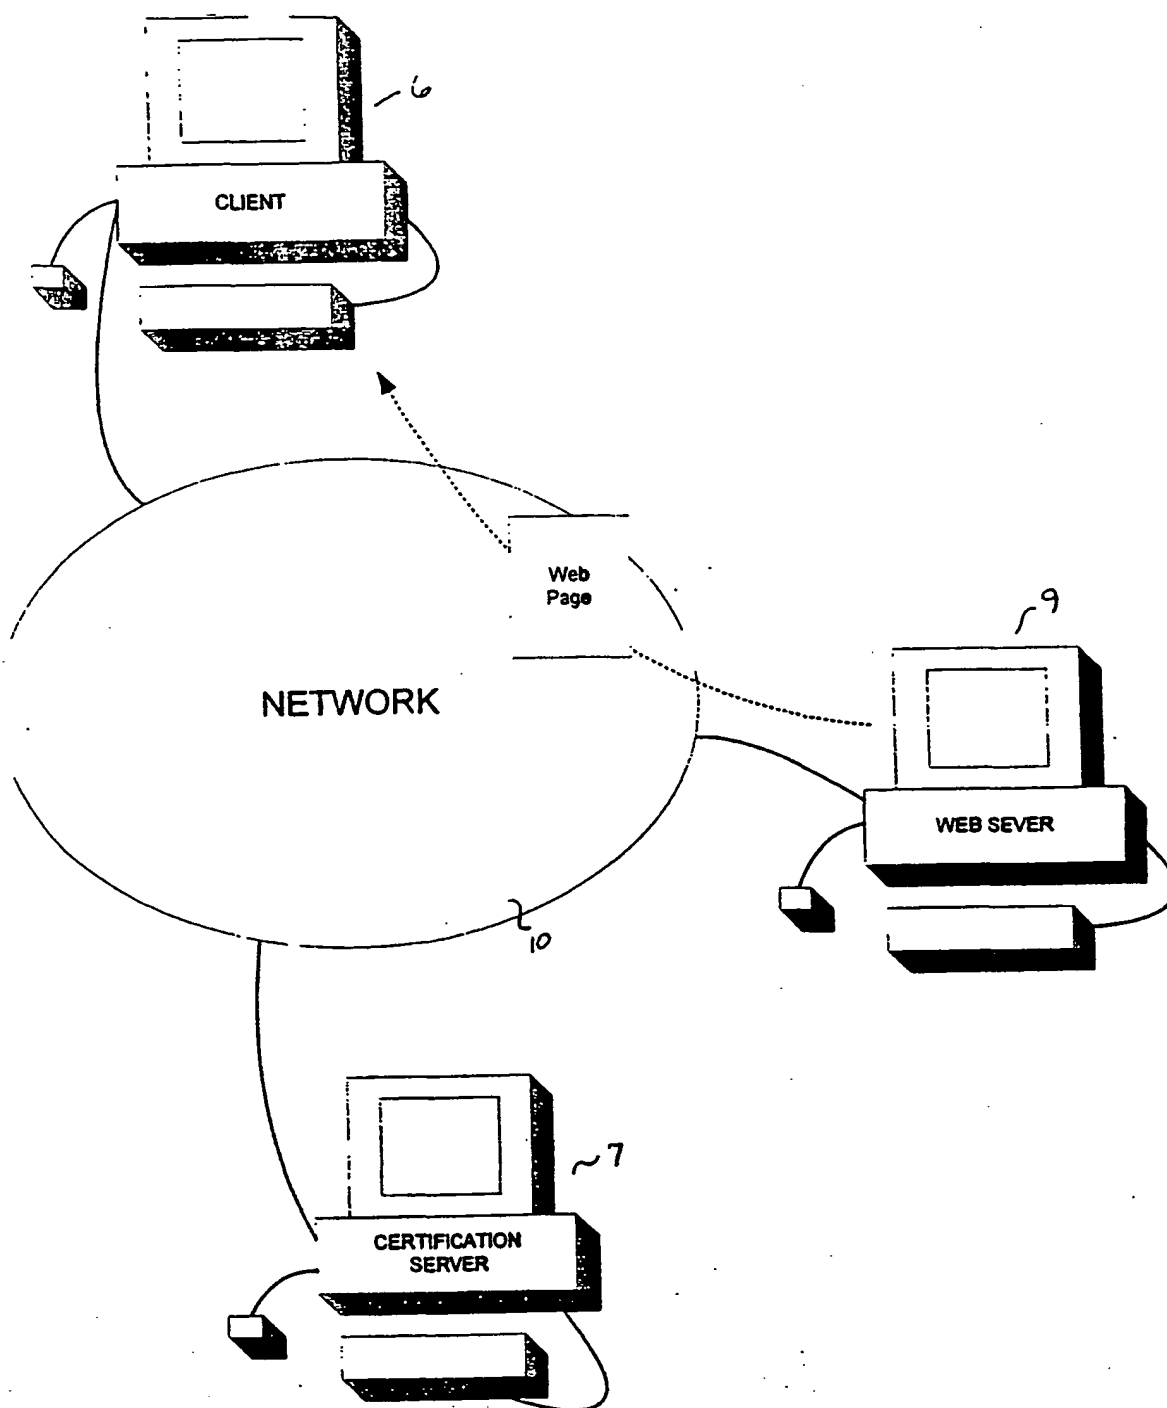 6
CLIENT
Web
Page
9
NETWORK
WEB SEVER
10
7
CERTIFICATION
SERVER